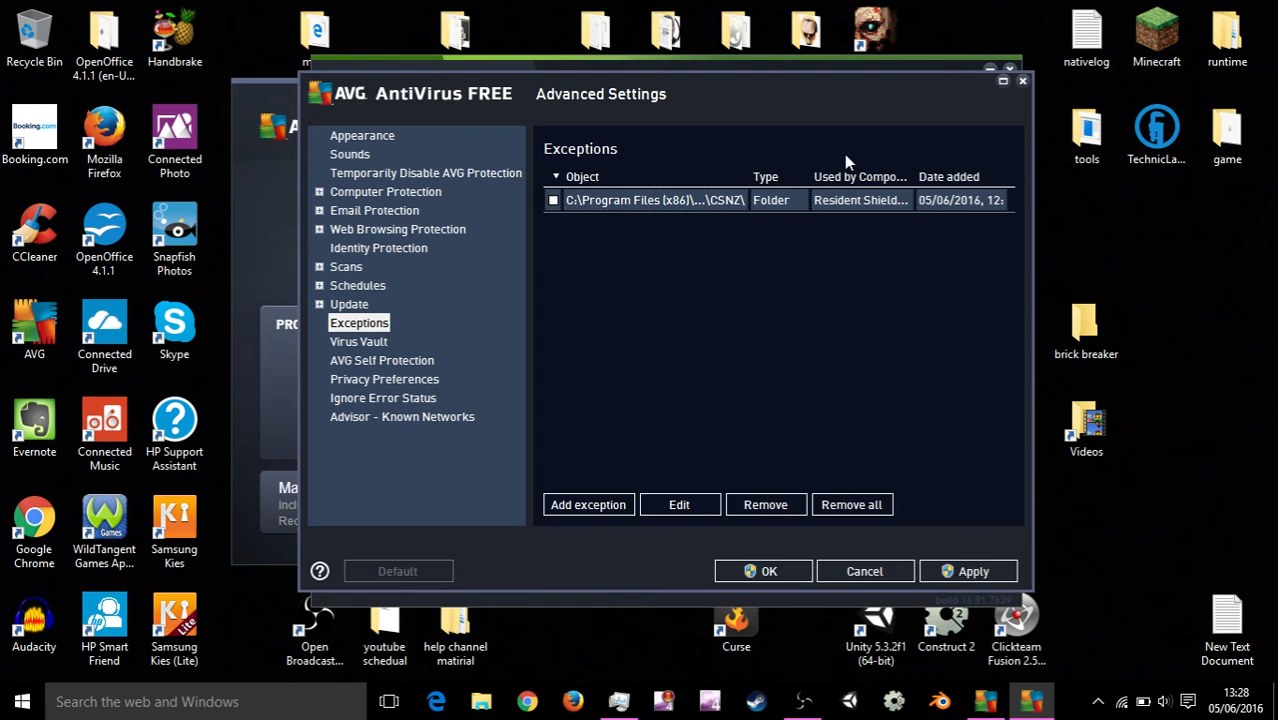 Recycle Bin
OpenOffice
4.1.1 (en-U...
Handbrake
nativelog
Minecraft
runtime
AVG AntiVirus FREE
Advanced Settings
Booking.com
Booking.com
Mozilla
Firefox
Connected
Photo
Appearance
Sounds
Temporarily Disable AVG Protection
Computer Protection
Email Protection
Web Browsing Protection
Identity Protection
Scans
Schedules
Update
Exceptions
Virus Vault
AVG Self Protection
Privacy Preferences
Ignore Error Status
Advisor - Known Networks
Exceptions
Object
Type
Used by Compo...
Date added
C:\Program Files (x86)\...\CSNZ\
Folder
Resident Shield...
05/06/2016, 12:
Add exception
Edit
Remove
Remove all
Default
OK
Cancel
Apply
tools
TechnicLa...
game
CCleaner
OpenOffice
4.1.1
Snapfish
Photos
AVG
Connected
Drive
Skype
brick breaker
Evernote
Connected
Music
HP Support
Assistant
Videos
Google
Chrome
WildTangent
Games Ap...
Samsung
Kies
build 16.81.7639
Audacity
HP Smart
Friend
Samsung
Kies (Lite)
Open
Broadcast...
youtube
schedual
help channel
matirial
Curse
Unity 5.3.2f1
(64-bit)
Construct 2
Clickteam
Fusion 2.5...
New Text
Document
Search the web and Windows
13:28
05/06/2016